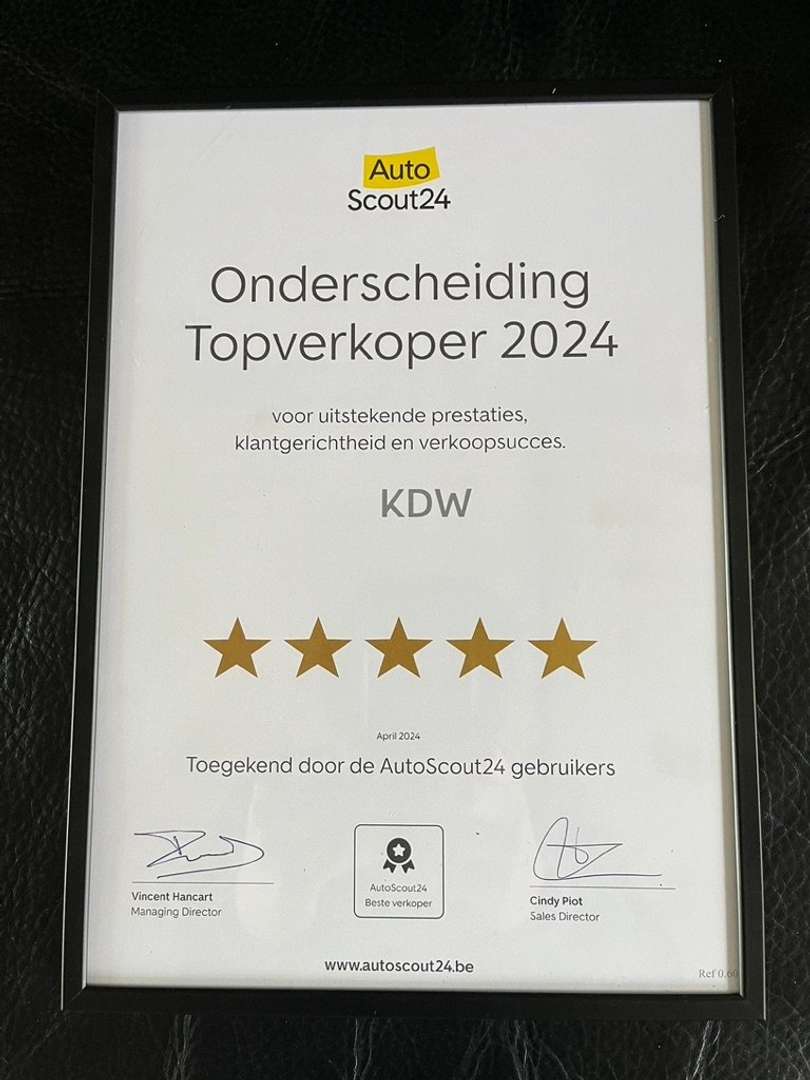 Auto
Scout24
Onderscheiding
Topverkoper 2024
voor uitstekende prestaties,
klantgerichtheid en verkoopsucces.
KDW
April 2024
Toegekend door de AutoScout24 gebruikers
Vincent Hancart
Managing Director
AutoScout24
Beste verkoper
Cindy Piot
Sales Director
www.autoscout24.be
Ref